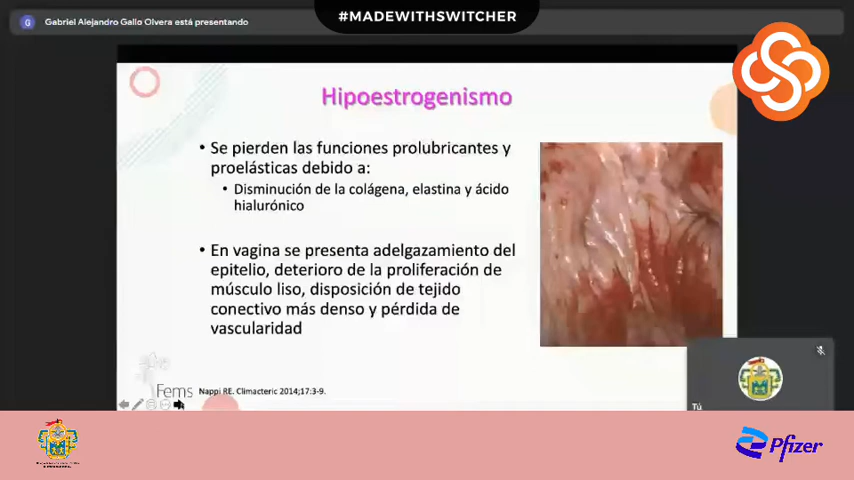 #MADEWITHSWITCHER
G
Gabriel Alejandro Gallo Olvera está presentando
Hipoestrogenismo
• Se pierden las funciones prolubricantes y
proelásticas debido a:
• Disminución de la colágena, elastina y ácido
hialurónico
• En vagina se presenta adelgazamiento del
epitelio, deterioro de la proliferación de
músculo liso, disposición de tejido
conectivo más denso y pérdida de
vascularidad
Fems
Nappi RE. Climacteric 2014;17:3-9.
Tú
Pfizer